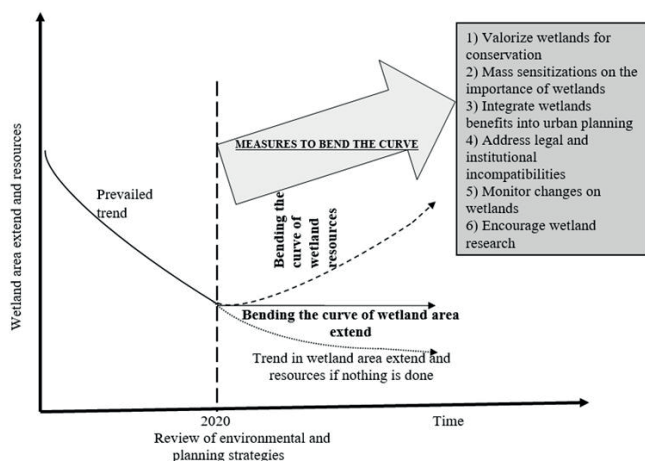 Wetland area extend and resources
Prevailed
trend
MEASURES TO BEND THE CURVE
1) Valorize wetlands for
conservation
2) Mass sensitizations on the
importance of wetlands
3) Integrate wetlands
benefits into urban planning
4) Address legal and
institutional
incompatibilities
5) Monitor changes on
wetlands
6) Encourage wetland
research
Bending the
curve of
wetland
resources
Bending the curve of wetland area
extend
Trend in wetland area extend and
resources if nothing is done
2020
Time
Review of environmental and
planning strategies